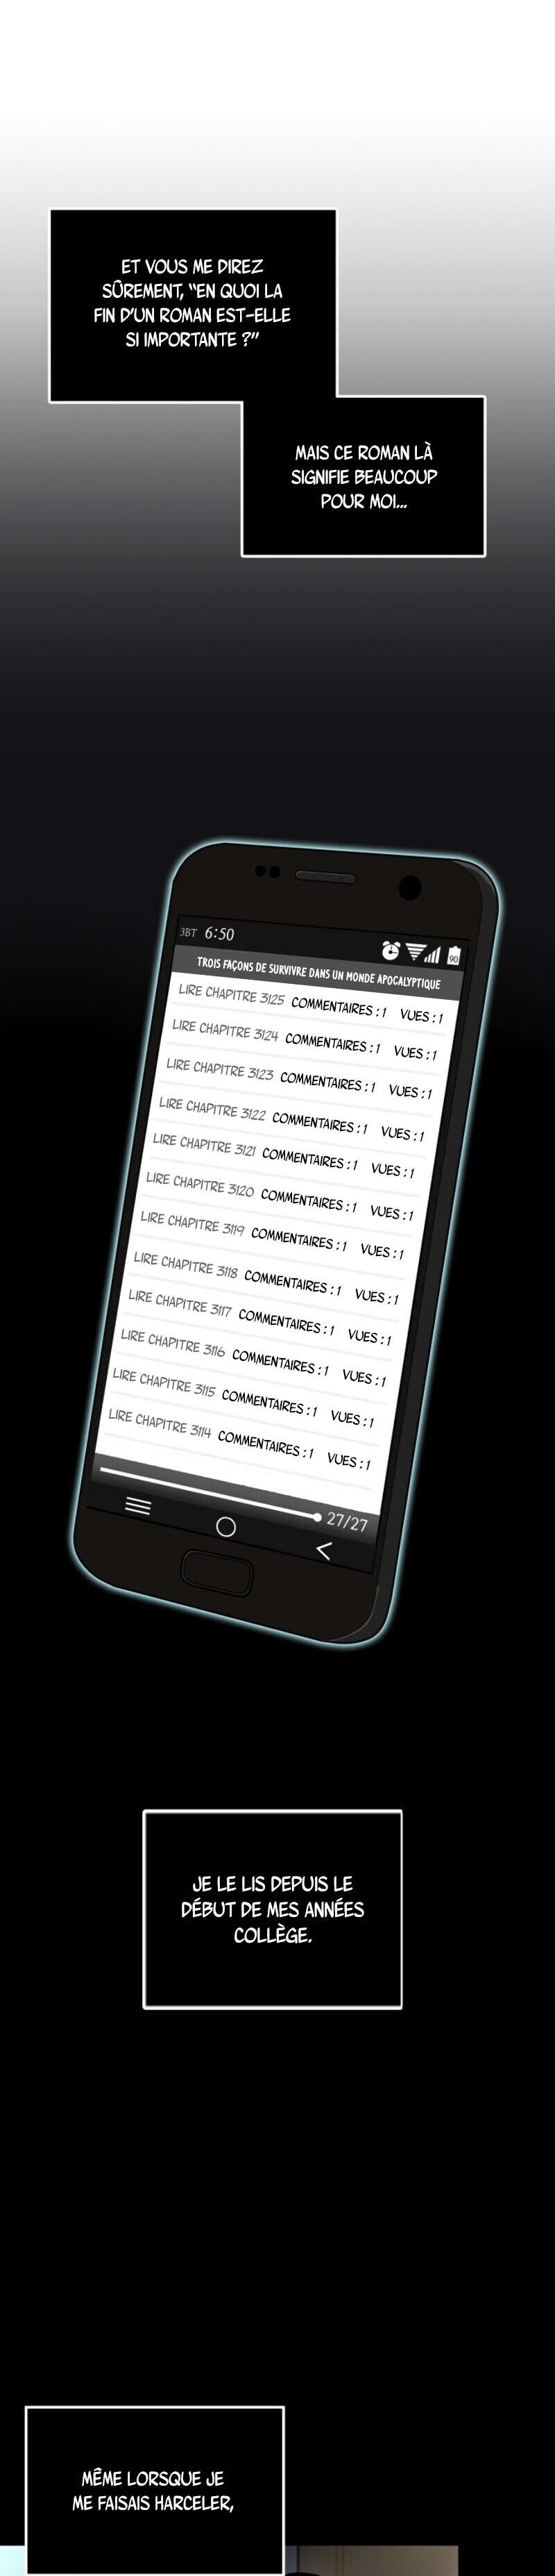 ET VOUS ME DIREZ
SÛREMENT, "EN QUOI LA
FIN D'UN ROMAN EST-ELLE
SI IMPORTANTE ?"
MAIS CE ROMAN LÀ
SIGNIFIE BEAUCOUP
POUR MOI...
3BT 6:50 90
TROIS FAÇONS DE SURVIVRE DANS UN MONDE APOCALYPTIQUE
LIRE CHAPITRE 3125 COMMENTAIRES : 1 VUES : 1
LIRE CHAPITRE 3124 COMMENTAIRES : 1 VUES : 1
LIRE CHAPITRE 3123 COMMENTAIRES : 1 VUES : 1
LIRE CHAPITRE 3122 COMMENTAIRES : 1 VUES : 1
LIRE CHAPITRE 3121 COMMENTAIRES : 1 VUES : 1
LIRE CHAPITRE 3120 COMMENTAIRES : 1 VUES : 1
LIRE CHAPITRE 3119 COMMENTAIRES : 1 VUES : 1
LIRE CHAPITRE 3118 COMMENTAIRES : 1 VUES : 1
LIRE CHAPITRE 3117 COMMENTAIRES : 1 VUES : 1
LIRE CHAPITRE 3116 COMMENTAIRES : 1 VUES : 1
LIRE CHAPITRE 3115 COMMENTAIRES : 1 VUES : 1
LIRE CHAPITRE 3114 COMMENTAIRES : 1 VUES : 1
27/27
JE LE LIS DEPUIS LE
DÉBUT DE MES ANNÉES
COLLÈGE.
MÊME LORSQUE JE
ME FAISAIS HARCELER,